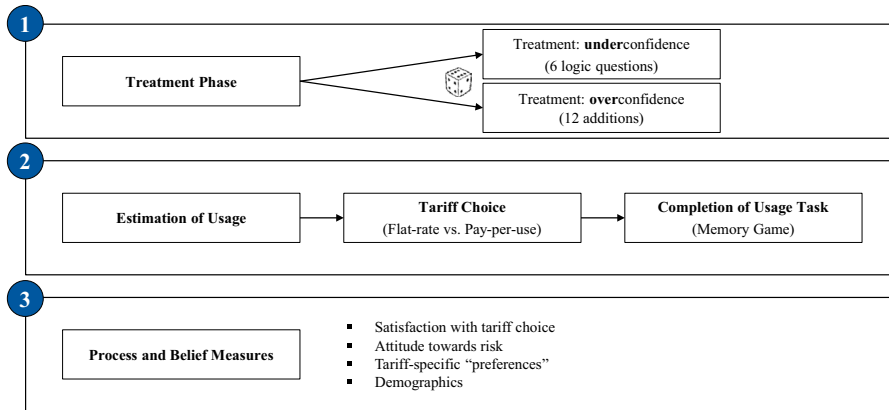 1
Treatment Phase
Treatment: underconfidence
(6 logic questions)
Treatment: overconfidence
(12 additions)
2
Estimation of Usage
Tariff Choice
(Flat-rate vs. Pay-per-use)
Completion of Usage Task
(Memory Game)
3
Process and Belief Measures
▪ Satisfaction with tariff choice
▪ Attitude towards risk
▪ Tariff-specific “preferences”
▪ Demographics